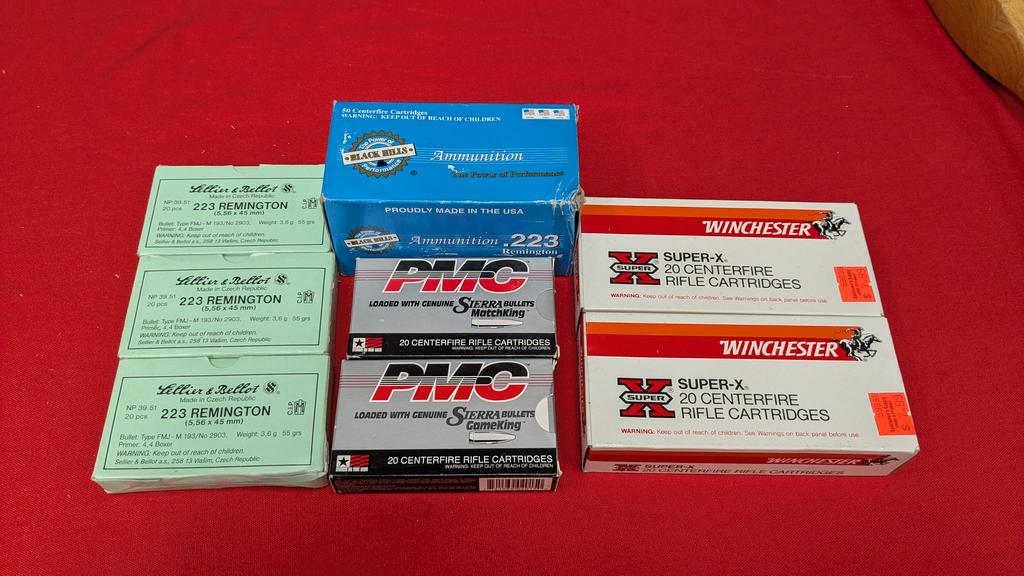 Sellier & Bellot S&B
Made in Czech Republic
NP 39.51
20 pcs
223 REMINGTON
(5,56 x 45 mm)
C.I.P.
Bullet: Type FMJ - M 193/No 2903, Weight: 3,6 g 55 grs
Primer: 4,4 Boxer
WARNING: Keep out of reach of children.
Sellier & Bellot a.s., 258 13 Vlašim, Czech Republic
Sellier & Bellot S&B
Made in Czech Republic
NP 39.51
20 pcs
223 REMINGTON
(5,56 x 45 mm)
C.I.P.
Bullet: Type FMJ - M 193/No 2903, Weight: 3,6 g 55 grs
Primer: 4,4 Boxer
WARNING: Keep out of reach of children.
Sellier & Bellot a.s., 258 13 Vlašim, Czech Republic
Sellier & Bellot S&B
Made in Czech Republic
NP 39.51
20 pcs
223 REMINGTON
(5,56 x 45 mm)
C.I.P.
Bullet: Type FMJ - M 193/No 2903, Weight: 3,6 g 55 grs
Primer: 4,4 Boxer
WARNING: Keep out of reach of children.
Sellier & Bellot a.s., 258 13 Vlašim, Czech Republic
50 Centerfire Cartridges
WARNING: KEEP OUT OF REACH OF CHILDREN
The Power of
BLACK HILLS
Performance
Ammunition
The Power of Performance
PROUDLY MADE IN THE USA
BLACK HILLS
Ammunition .223
Remington
PMC
LOADED WITH GENUINE SIERRA BULLETS
MatchKing
20 CENTERFIRE RIFLE CARTRIDGES
WARNING: KEEP OUT OF REACH OF CHILDREN
PMC
LOADED WITH GENUINE SIERRA BULLETS
GameKing
20 CENTERFIRE RIFLE CARTRIDGES
WARNING: KEEP OUT OF REACH OF CHILDREN
WINCHESTER
X
SUPER
SUPER-X®
20 CENTERFIRE
RIFLE CARTRIDGES
WARNING: Keep out of reach of children. See Warnings on back panel before use.
WINCHESTER
X
SUPER
SUPER-X®
20 CENTERFIRE
RIFLE CARTRIDGES
WARNING: Keep out of reach of children. See Warnings on back panel before use.
WINCHESTER
SUPER-X
20 CENTERFIRE RIFLE CARTRIDGES